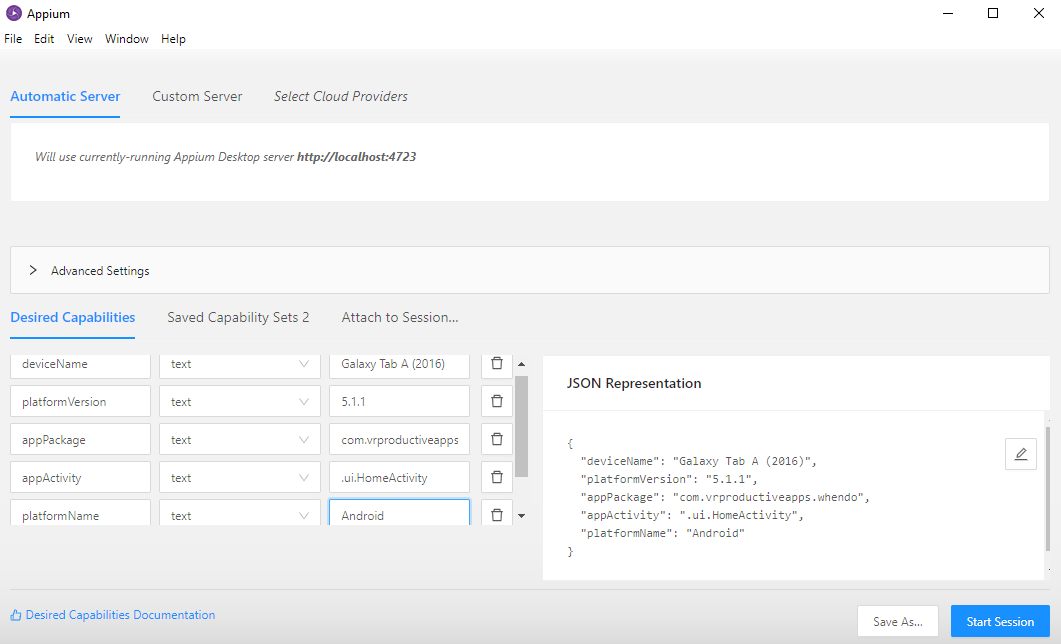 Appium
File Edit View Window Help
Automatic Server Custom Server Select Cloud Providers
Will use currently-running Appium Desktop server http://localhost:4723
Advanced Settings
Desired Capabilities Saved Capability Sets 2 Attach to Session...
deviceName text Galaxy Tab A (2016)
platformVersion text 5.1.1
appPackage text com.vrproductiveapps
appActivity text .ui.HomeActivity
platformName text Android
JSON Representation
{
"deviceName": "Galaxy Tab A (2016)",
"platformVersion": "5.1.1",
"appPackage": "com.vrproductiveapps.whendo",
"appActivity": ".ui.HomeActivity",
"platformName": "Android"
}
Desired Capabilities Documentation
Save As... Start Session